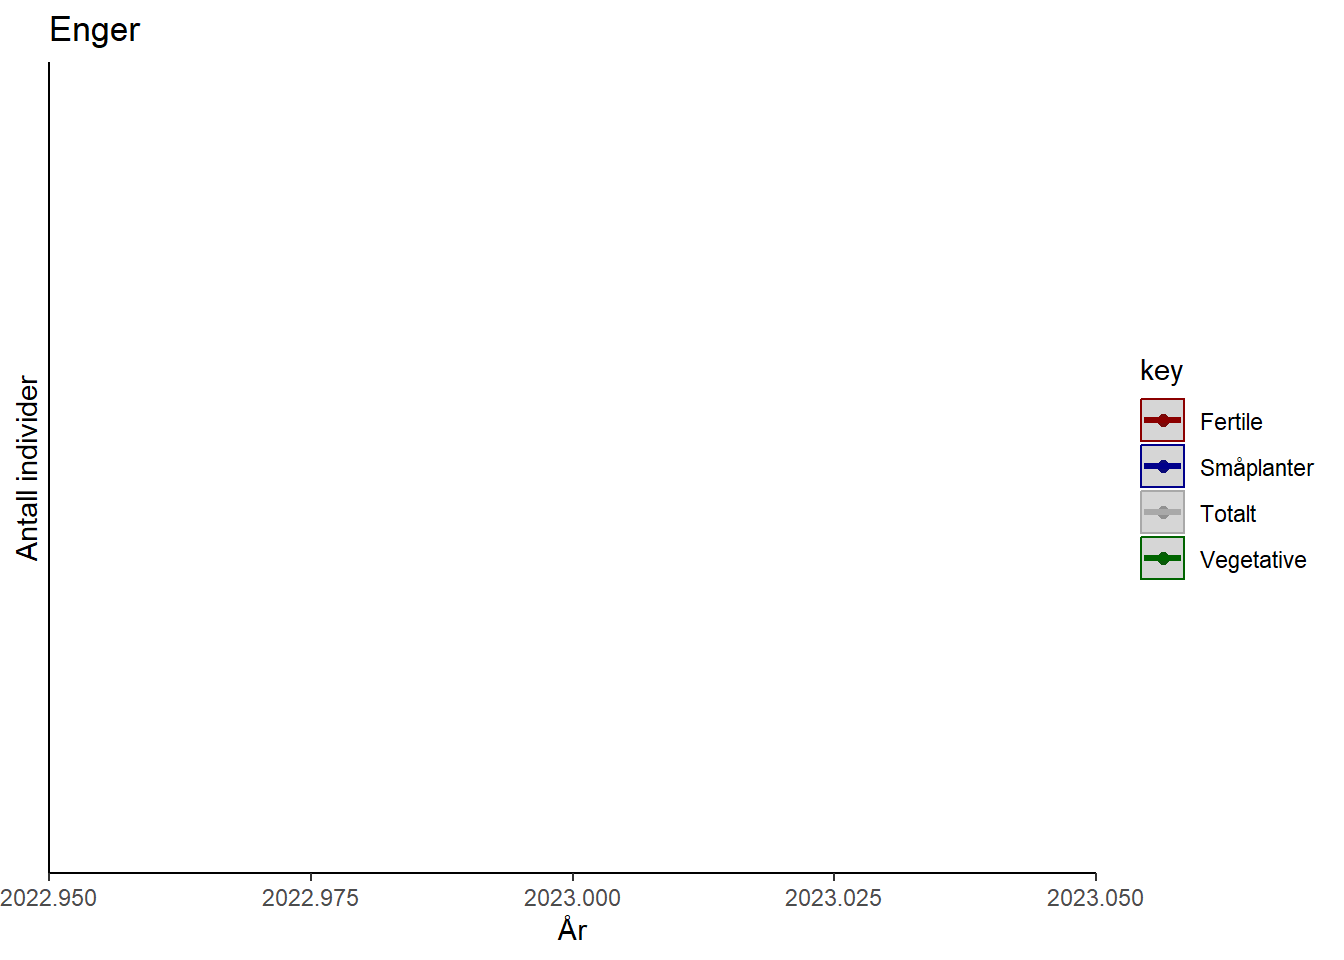 Enger
Antall individer
key
Fertile
Småplanter
Totalt
Vegetative
2022.950 2022.975 2023.000 2023.025 2023.050
År